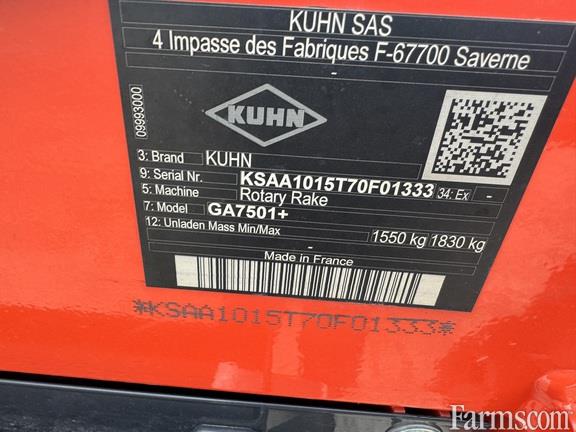 KUHN SAS
4 Impasse des Fabriques F-67700 Saverne
-
09993000
KUHN
3: Brand KUHN
9: Serial Nr. KSAA1015T70F01333 34: Ex -
5: Machine Rotary Rake
7: Model GA7501+
12: Unladen Mass Min/Max 1550 kg 1830 kg
-
Made in France
*KSAA1015T70F01333*
Farms.com